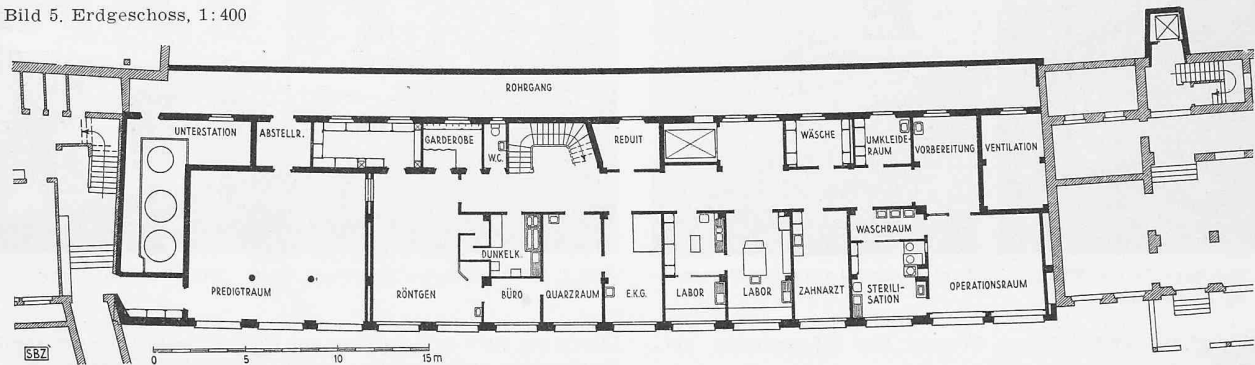 Bild 5. Erdgeschoss, 1:400
ROHRGANG
UNTERSTATION
ABSTELLR.
GARDEROBE
W.C.
REDUIT
WÄSCHE
UMKLEIDE-
RAUM
VORBEREITUNG
VENTILATION
WASCHRAUM
DUNKELK.
PREDIGTRAUM
RÖNTGEN
BÜRO
QUARZRAUM
E.K.G.
LABOR
LABOR
ZAHNARZT
STERILI-
SATION
OPERATIONSRAUM
SBZ
0 5 10 15 m